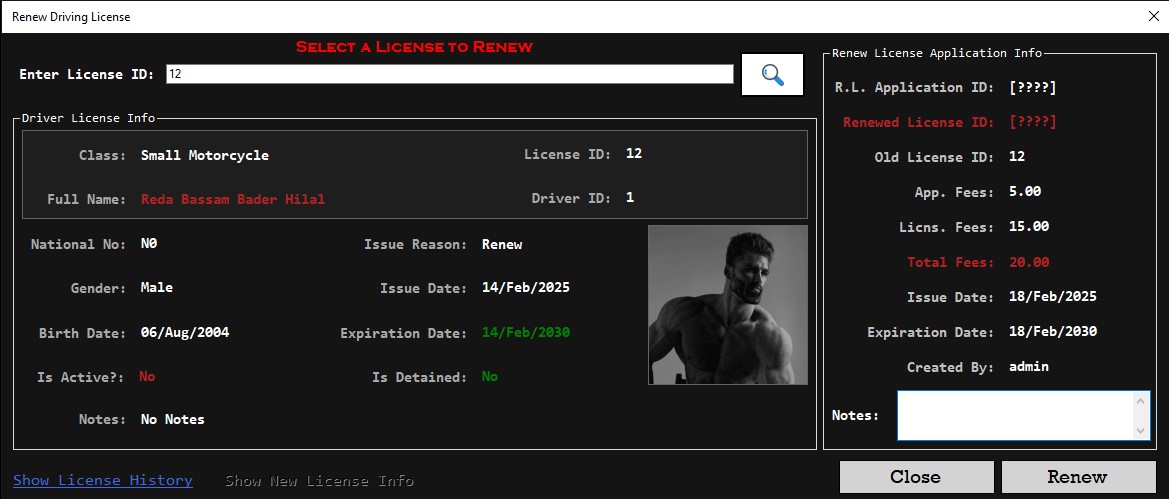 Renew Driving License
Select a License to Renew
Enter License ID: 12
Driver License Info
Class: Small Motorcycle
License ID: 12
Full Name: Reda Bassam Bader Hilal
Driver ID: 1
National No: N0
Issue Reason: Renew
Gender: Male
Issue Date: 14/Feb/2025
Birth Date: 06/Aug/2004
Expiration Date: 14/Feb/2030
Is Active?: No
Is Detained: No
Notes: No Notes
Renew License Application Info
R.L. Application ID: [????]
Renewed License ID: [????]
Old License ID: 12
App. Fees: 5.00
Licns. Fees: 15.00
Total Fees: 20.00
Issue Date: 18/Feb/2025
Expiration Date: 18/Feb/2030
Created By: admin
Notes:
Show License History
Show New License Info
Close
Renew